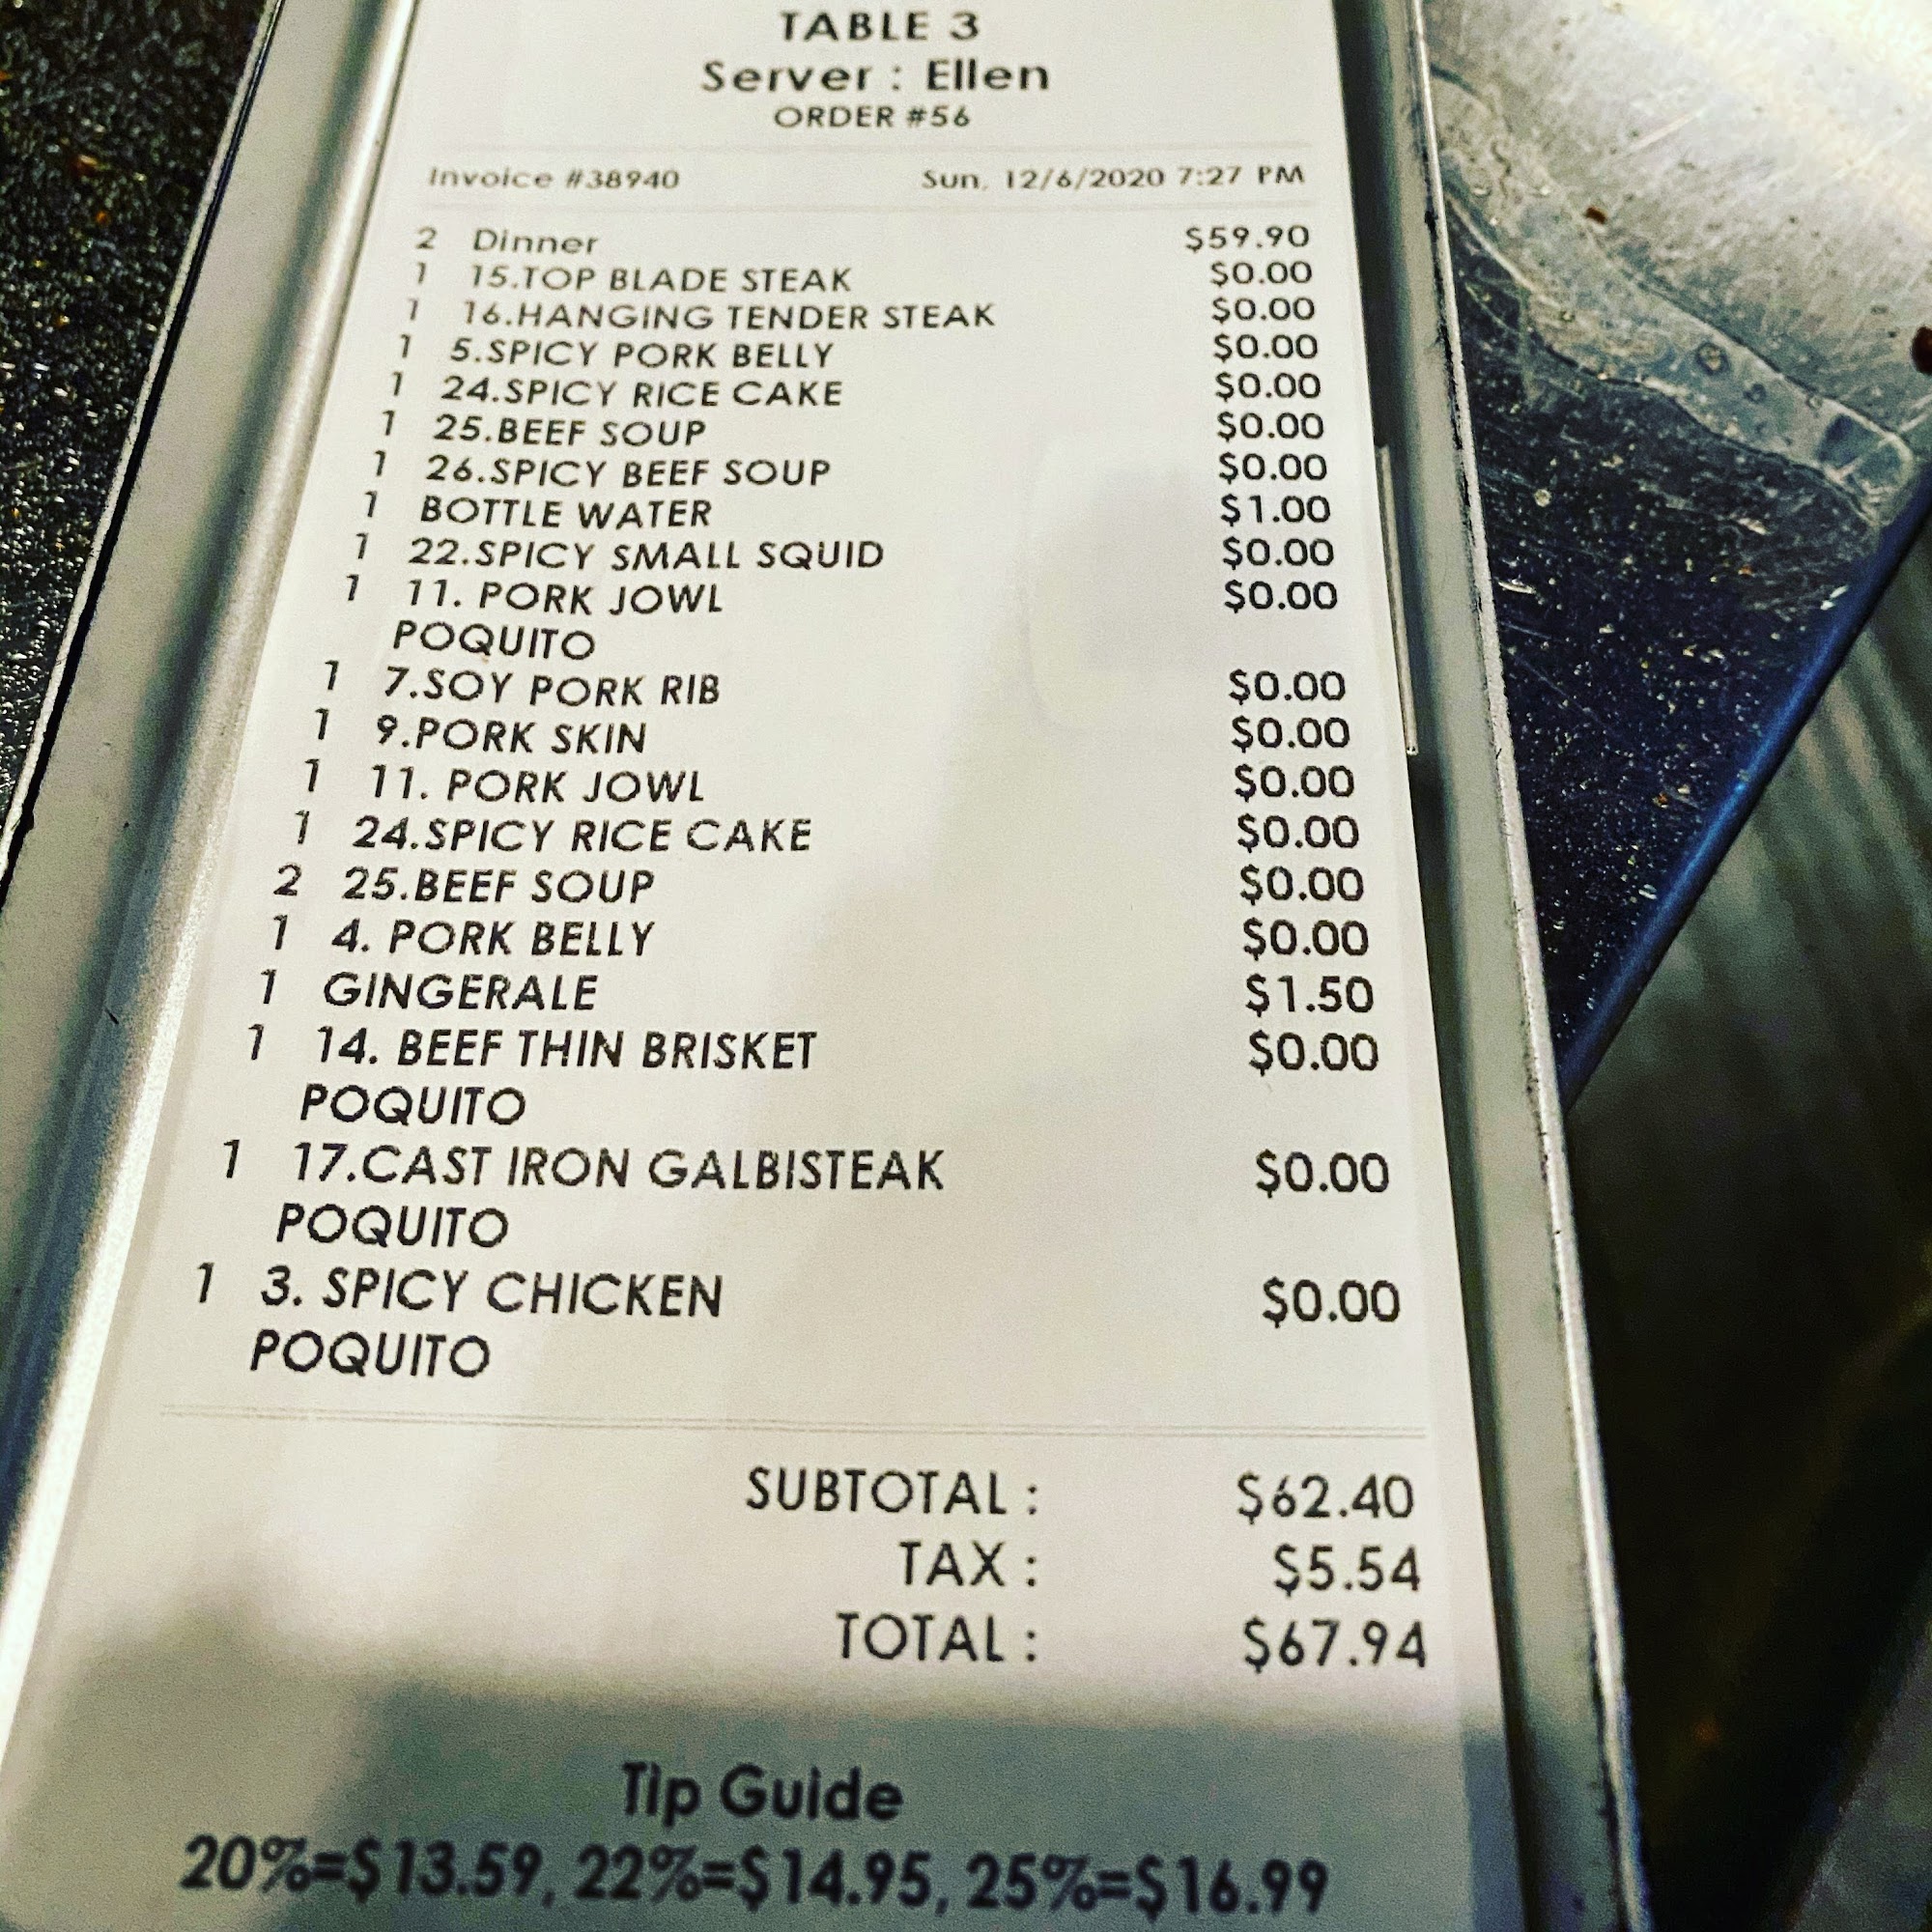 TABLE 3
Server : Ellen
ORDER #56
Invoice #38940 Sun, 12/6/2020 7:27 PM
2 Dinner $59.90
1 15.TOP BLADE STEAK $0.00
1 16.HANGING TENDER STEAK $0.00
1 5.SPICY PORK BELLY $0.00
1 24.SPICY RICE CAKE $0.00
1 25.BEEF SOUP $0.00
1 26.SPICY BEEF SOUP $0.00
1 BOTTLE WATER $1.00
1 22.SPICY SMALL SQUID $0.00
1 11. PORK JOWL $0.00
POQUITO
1 7.SOY PORK RIB $0.00
1 9.PORK SKIN $0.00
1 11. PORK JOWL $0.00
1 24.SPICY RICE CAKE $0.00
2 25.BEEF SOUP $0.00
1 4. PORK BELLY $0.00
1 GINGERALE $1.50
1 14. BEEF THIN BRISKET $0.00
POQUITO
1 17.CAST IRON GALBISTEAK $0.00
POQUITO
1 3. SPICY CHICKEN $0.00
POQUITO
SUBTOTAL : $62.40
TAX : $5.54
TOTAL : $67.94
Tip Guide
20%=$13.59, 22%=$14.95, 25%=$16.99